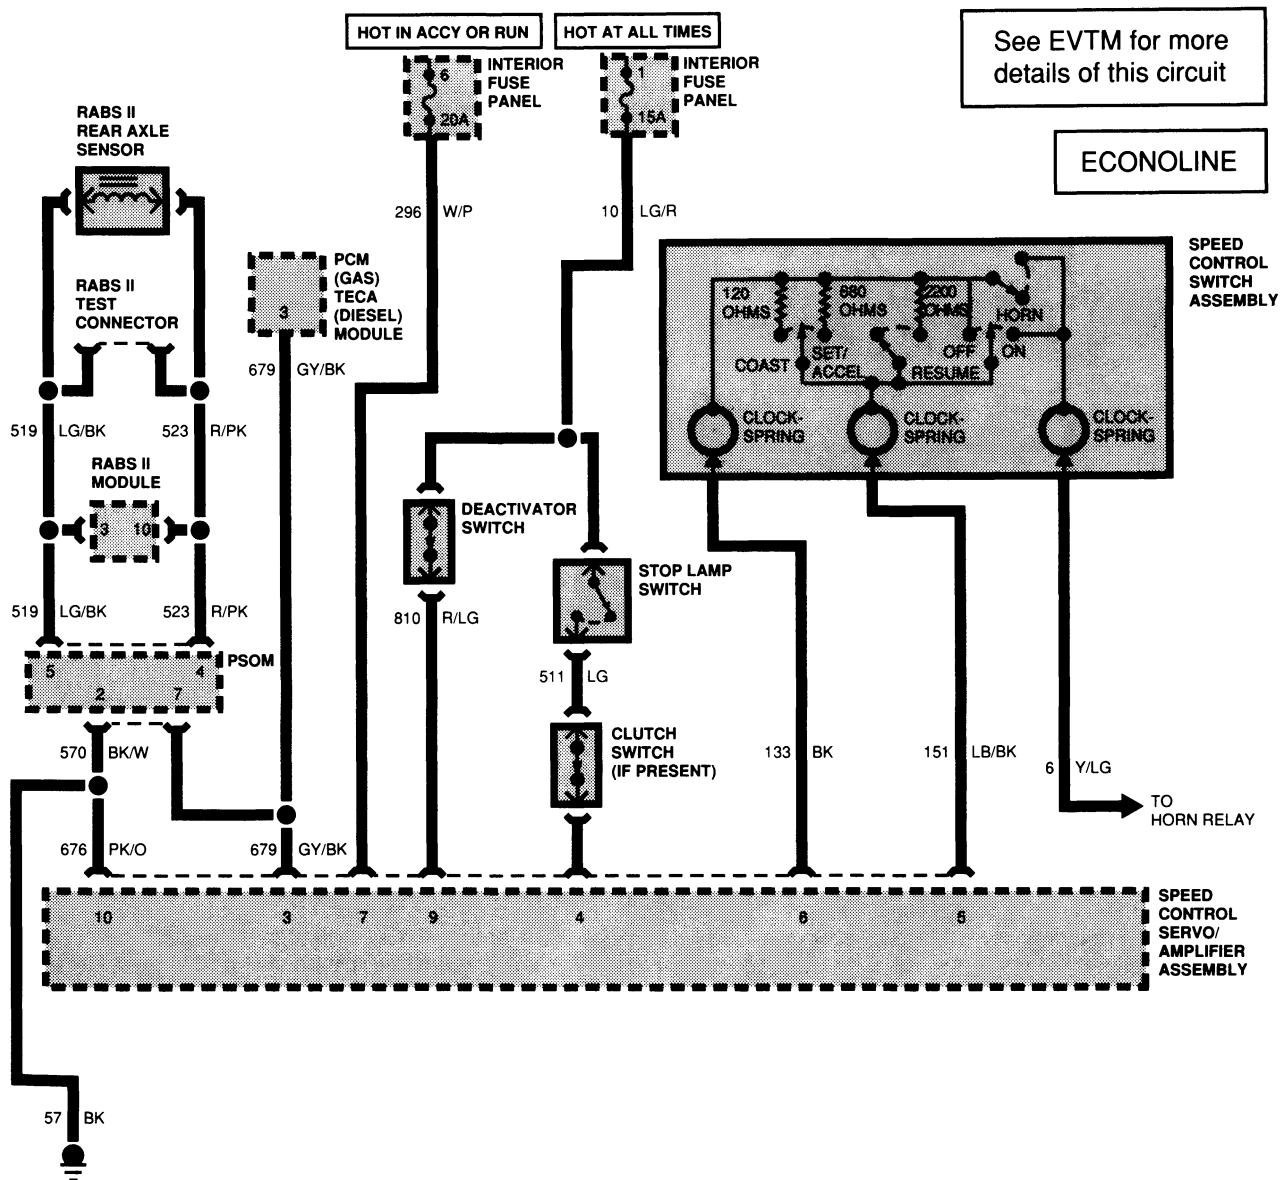 HOT IN ACCY OR RUN
HOT AT ALL TIMES
See EVTM for more
details of this circuit
ECONOLINE
6
20A
INTERIOR
FUSE
PANEL
1
15A
INTERIOR
FUSE
PANEL
RABS II
REAR AXLE
SENSOR
296 W/P
10 LG/R
PCM
(GAS)
TECA
(DIESEL)
MODULE
3
679 GY/BK
RABS II
TEST
CONNECTOR
SPEED
CONTROL
SWITCH
ASSEMBLY
120
OHMS
680
OHMS
2200
OHMS
HORN
COAST
SET/
ACCEL
RESUME
OFF
ON
CLOCK-
SPRING
CLOCK-
SPRING
CLOCK-
SPRING
519 LG/BK
523 R/PK
RABS II
MODULE
3 10
DEACTIVATOR
SWITCH
STOP LAMP
SWITCH
519 LG/BK
523 R/PK
810 R/LG
PSOM
5 4
2 7
511 LG
570 BK/W
CLUTCH
SWITCH
(IF PRESENT)
133 BK
151 LB/BK
6 Y/LG
TO
HORN RELAY
676 PK/O
679 GY/BK
10 3 7 9 4 6 5
SPEED
CONTROL
SERVO/
AMPLIFIER
ASSEMBLY
57 BK